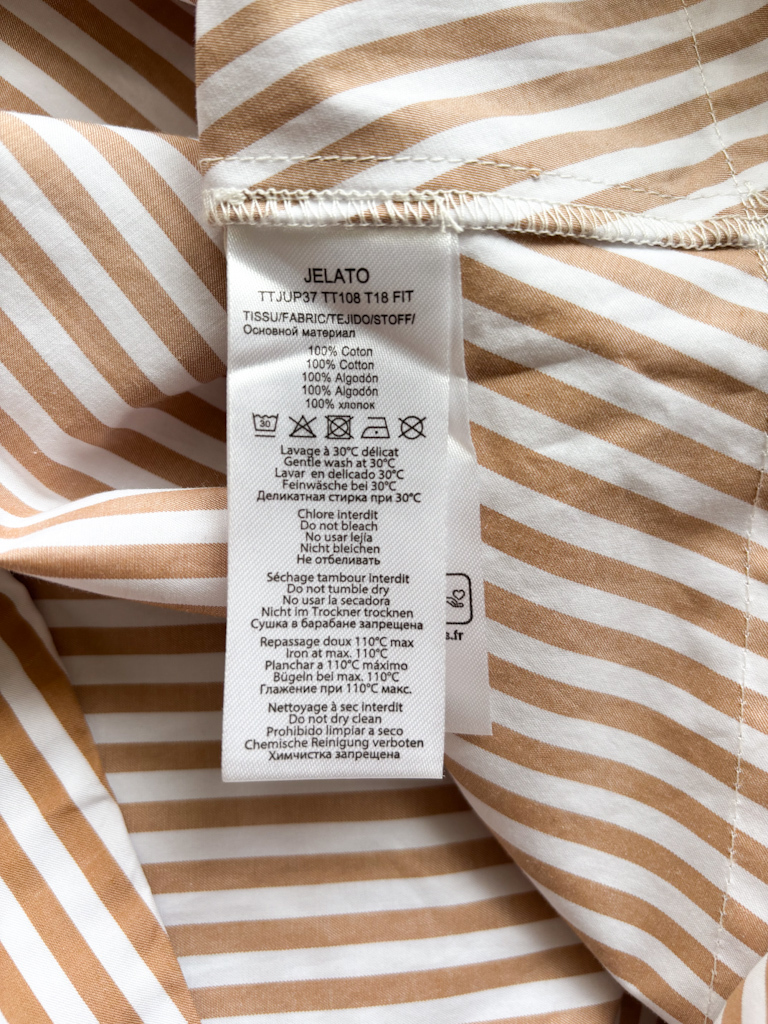 JELATO
TTJUP37 TT108 T18 FIT
TISSU/FABRIC/TEJIDO/STOFF/
Основной материал
100% Coton
100% Cotton
100% Algodón
100% Algodón
100% хлопок
30
Lavage à 30°C délicat
Gentle wash at 30°C
Lavar en delicado 30°C
Feinwäsche bei 30°C
Деликатная стирка при 30°C
Chlore interdit
Do not bleach
No usar lejía
Nicht bleichen
Не отбеливать
Séchage tambour interdit
Do not tumble dry
No usar la secadora
Nicht im Trockner trocknen
Сушка в барабане запрещена
Repassage doux 110°C max
Iron at max. 110°C
Planchar a 110°C máximo
Bügeln bei max. 110°C
Глажение при 110°C макс.
Nettoyage à sec interdit
Do not dry clean
Prohibido limpiar a seco
Chemische Reinigung verboten
Химчистка запрещена
.fr